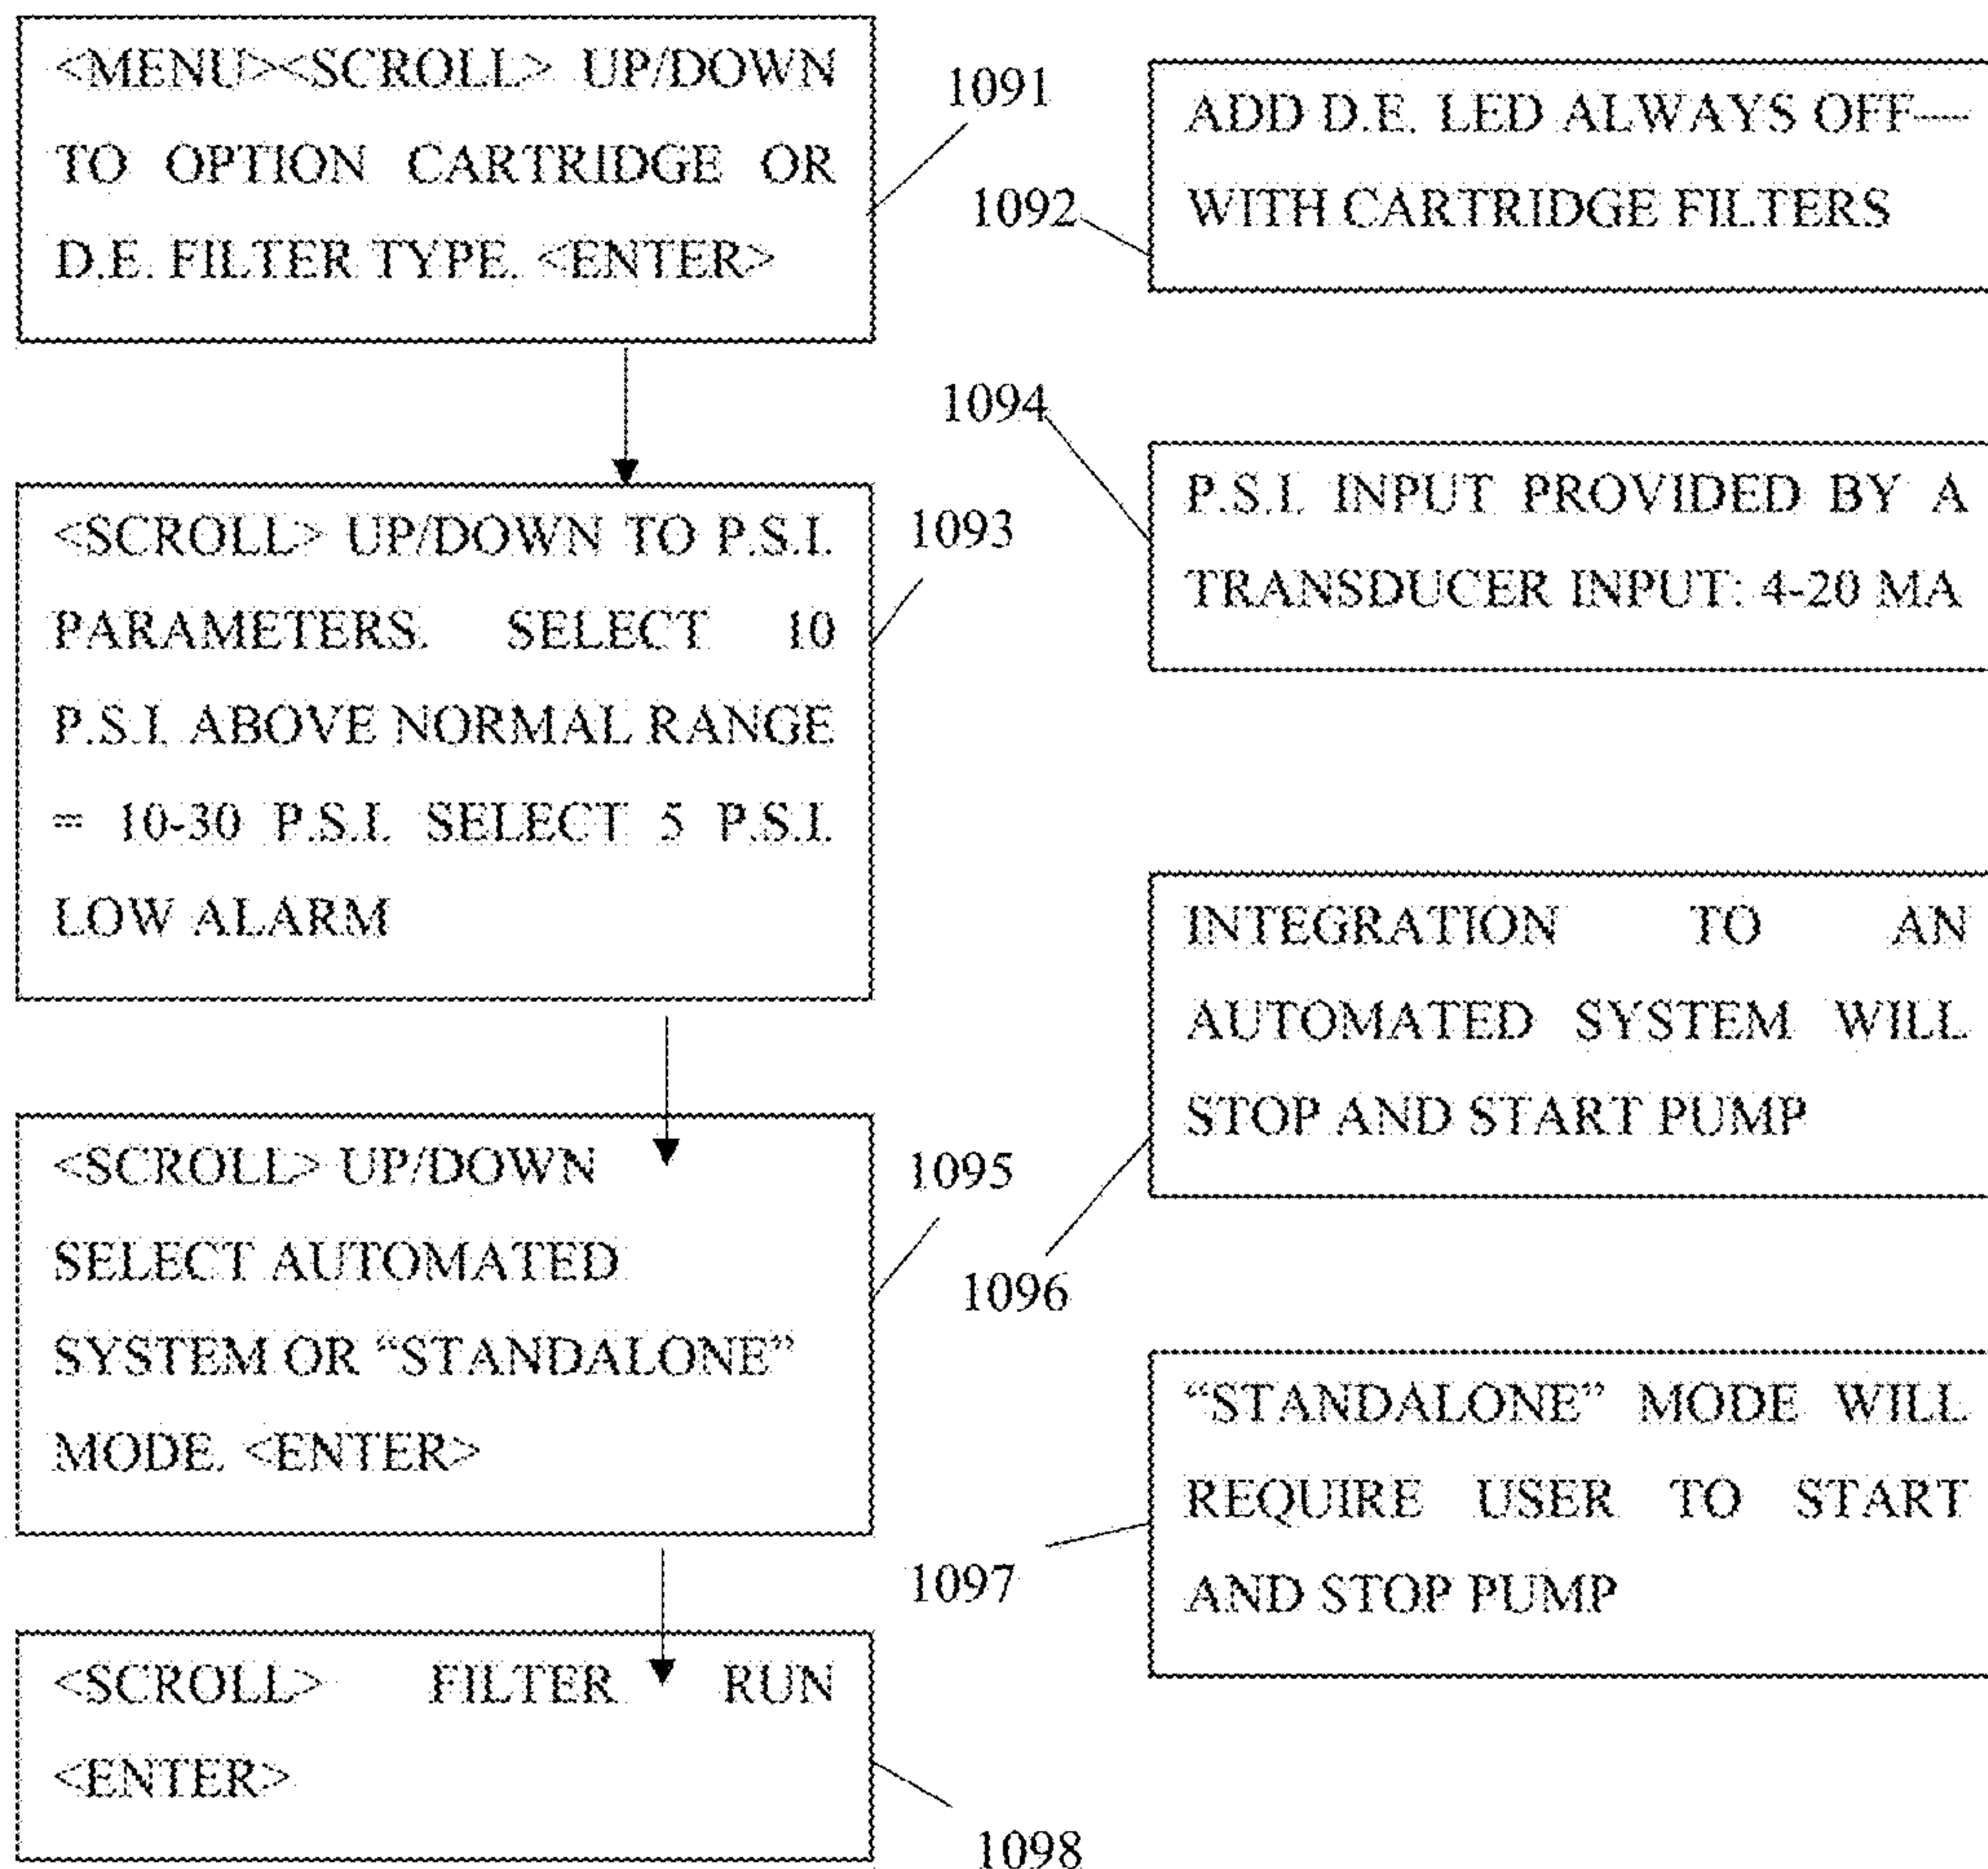 <MENU><SCROLL> UP/DOWN
TO OPTION CARTRIDGE OR
D.E. FILTER TYPE. <ENTER>
1091
ADD D.E. LED ALWAYS OFF—
WITH CARTRIDGE FILTERS
1092
<SCROLL> UP/DOWN TO P.S.I.
PARAMETERS. SELECT 10
P.S.I. ABOVE NORMAL RANGE
= 10-30 P.S.I. SELECT 5 P.S.I.
LOW ALARM
1093
1094
P.S.I. INPUT PROVIDED BY A
TRANSDUCER INPUT: 4-20 MA
<SCROLL> UP/DOWN
SELECT AUTOMATED
SYSTEM OR “STANDALONE”
MODE. <ENTER>
1095
INTEGRATION TO AN
AUTOMATED SYSTEM WILL
STOP AND START PUMP
1096
“STANDALONE” MODE WILL
REQUIRE USER TO START
AND STOP PUMP
1097
<SCROLL> FILTER RUN
<ENTER>
1098